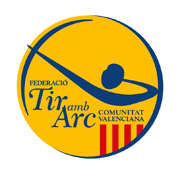 FEDERACIÓ
Tir amb
Arc
COMUNITAT
VALENCIANA